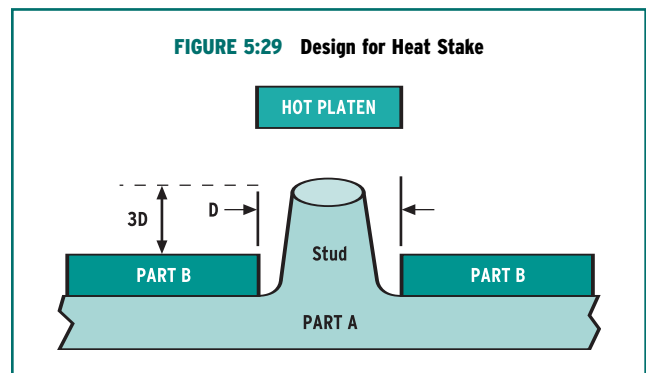 FIGURE 5:29 Design for Heat Stake
HOT PLATEN
3D
D
Stud
PART B
PART B
PART A